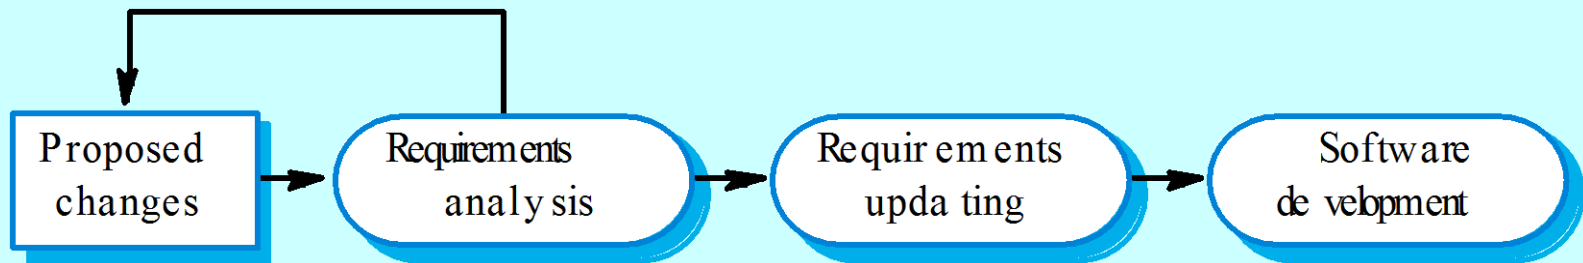 Proposed
changes
Requirements
analysis
Requirements
updating
Software
development